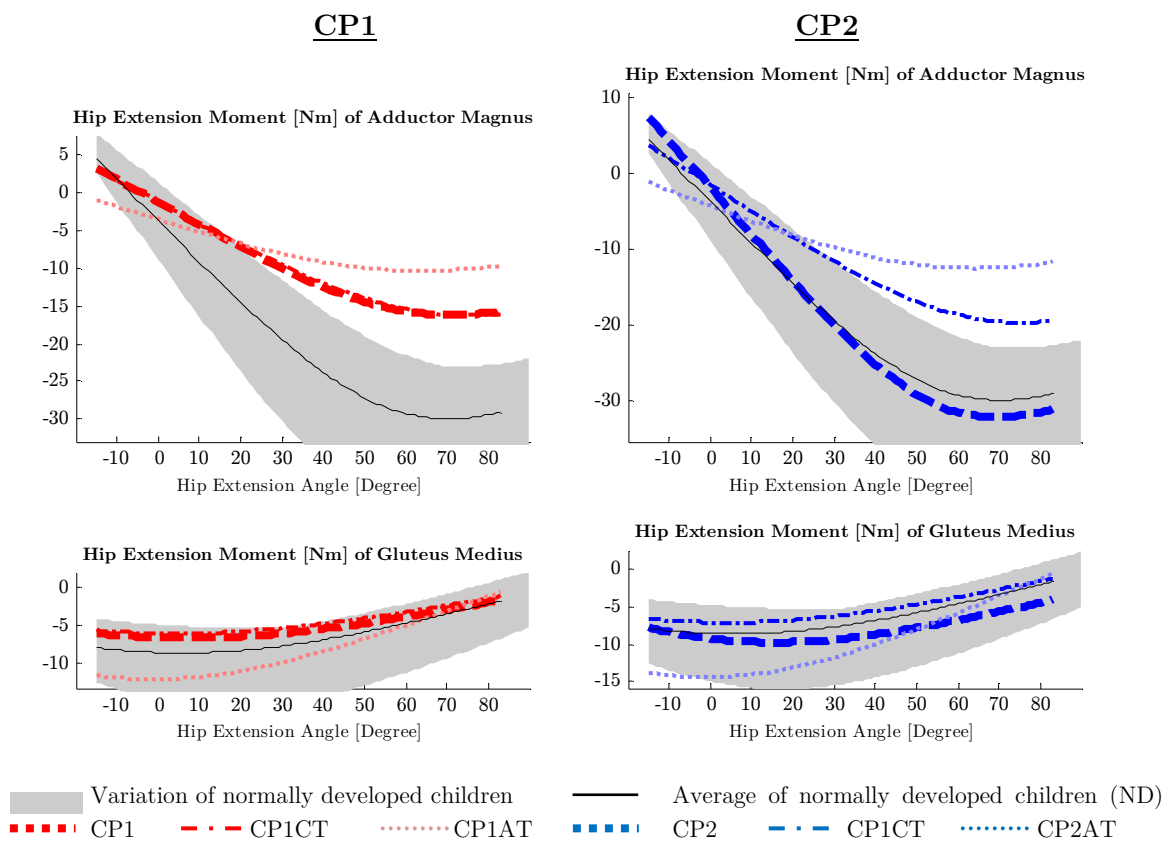 CP1
CP2
Hip Extension Moment [Nm] of Adductor Magnus
5
0
-5
-10
-15
-20
-25
-30
-10 0 10 20 30 40 50 60 70 80
Hip Extension Angle [Degree]
Hip Extension Moment [Nm] of Adductor Magnus
10
0
-10
-20
-30
-10 0 10 20 30 40 50 60 70 80
Hip Extension Angle [Degree]
Hip Extension Moment [Nm] of Gluteus Medius
0
-5
-10
-10 0 10 20 30 40 50 60 70 80
Hip Extension Angle [Degree]
Hip Extension Moment [Nm] of Gluteus Medius
0
-5
-10
-15
-10 0 10 20 30 40 50 60 70 80
Hip Extension Angle [Degree]
Variation of normally developed children
Average of normally developed children (ND)
CP1 CP1CT CP1AT CP2 CP1CT CP2AT